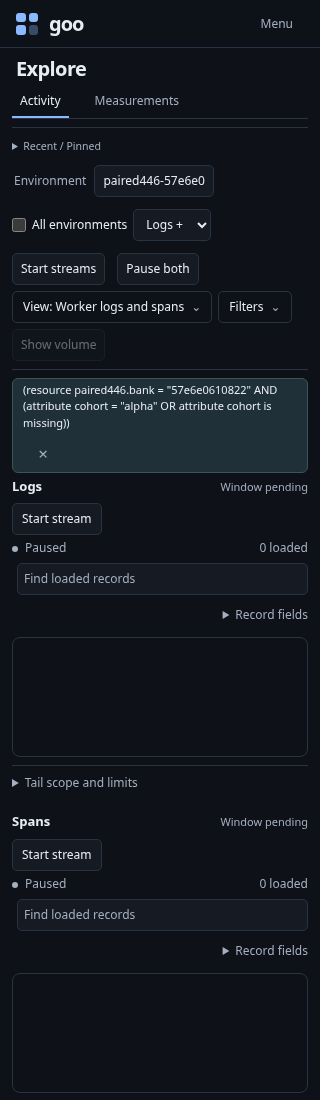 goo
Menu
Explore
Activity Measurements
Recent / Pinned
Environment paired446-57e6e0
All environments Logs +
Start streams Pause both
View: Worker logs and spans Filters
Show volume
(resource paired446.bank = "57e6e0610822" AND
(attribute cohort = "alpha" OR attribute cohort is
missing))
×
Logs Window pending
Start stream
Paused 0 loaded
Find loaded records
Record fields
Tail scope and limits
Spans Window pending
Start stream
Paused 0 loaded
Find loaded records
Record fields